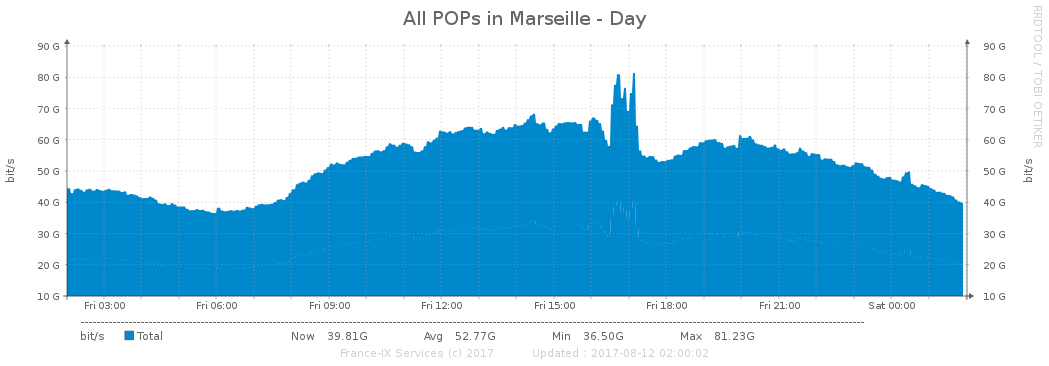 All POPs in Marseille - Day
RRDTOOL / TOBI OETIKER
bit/s
90 G 90 G
80 G 80 G
70 G 70 G
60 G 60 G
50 G 50 G
40 G 40 G
30 G 30 G
20 G 20 G
10 G 10 G
bit/s
Fri 03:00 Fri 06:00 Fri 09:00 Fri 12:00 Fri 15:00 Fri 18:00 Fri 21:00 Sat 00:00
bit/s Total Now 39.81G Avg 52.77G Min 36.50G Max 81.23G
France-IX Services (c) 2017 Updated : 2017-08-12 02:00:02